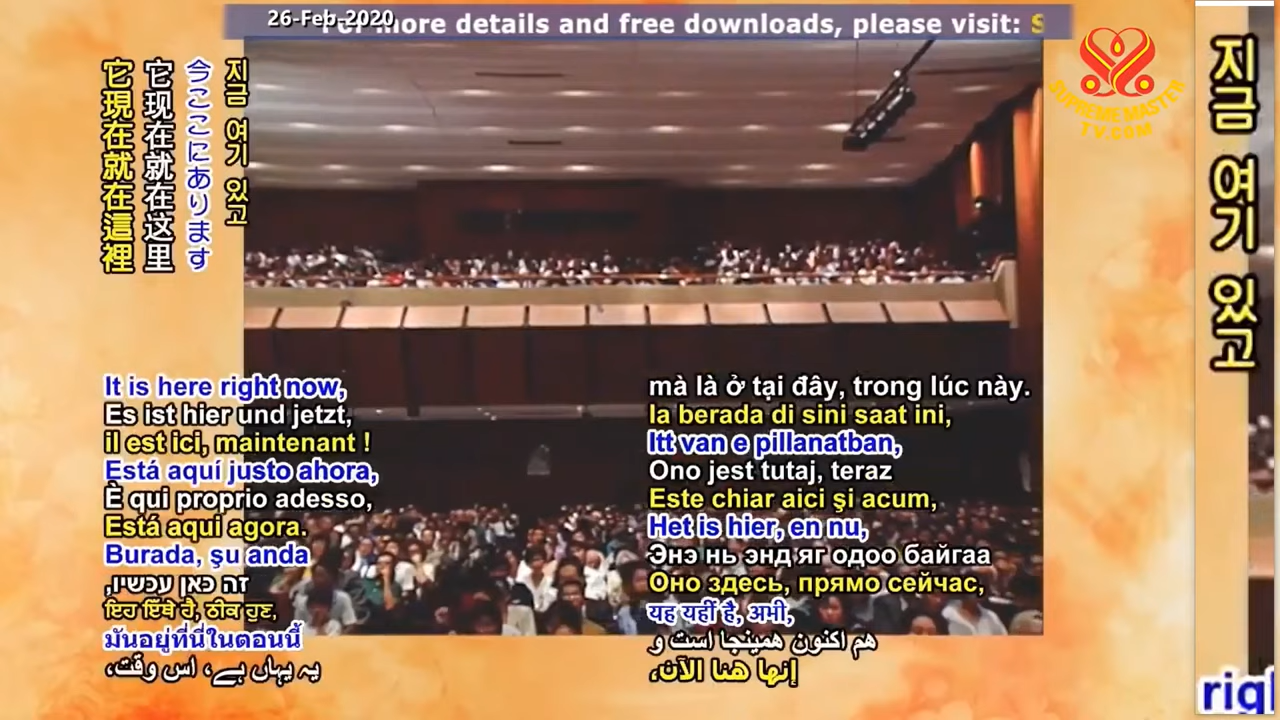 26-Feb-2020
For more details and free downloads, please visit: S
SUPREME MASTER
TV.COM
지금 여기 있고
今ここにあります
它现在就在这里
它現在就在這裡
지금 여기 있고
It is here right now,
Es ist hier und jetzt,
il est ici, maintenant !
Está aquí justo ahora,
È qui proprio adesso,
Está aqui agora.
Burada, şu anda
זה כאן עכשיו,
ਇਹ ਇੱਥੇ ਹੈ, ਠੀਕ ਹੁਣ,
มันอยู่ที่นี่ในตอนนี้
یہ یہاں ہے، اس وقت،
mà là ở tại đây, trong lúc này.
Ia berada di sini saat ini,
Itt van e pillanatban,
Ono jest tutaj, teraz
Este chiar aici şi acum,
Het is hier, en nu,
Энэ нь энд яг одоо байгаа
Оно здесь, прямо сейчас,
यह यहीं है, अभी,
هم اکنون همینجا است و
إنها هنا الآن،
rig